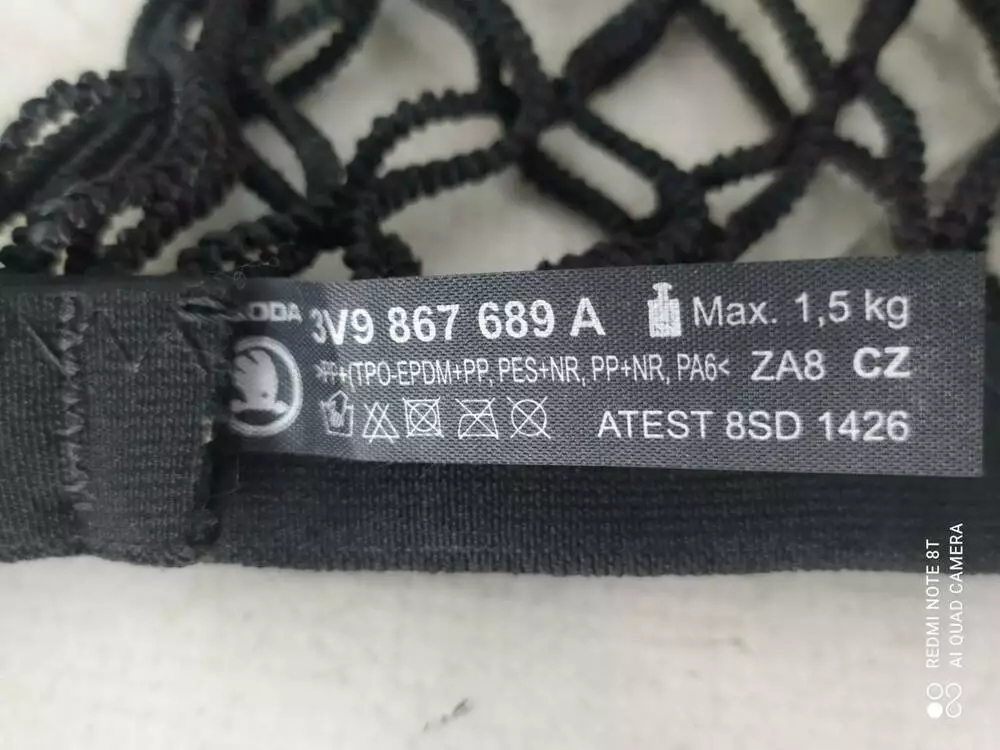 ŠKODA 3V9 867 689 A Max. 1,5 kg
>PP+(TPO-EPDM+PP, PES+NR, PP+NR, PA6< ZA8 CZ
ATEST 8SD 1426
REDMI NOTE 8T
AI QUAD CAMERA